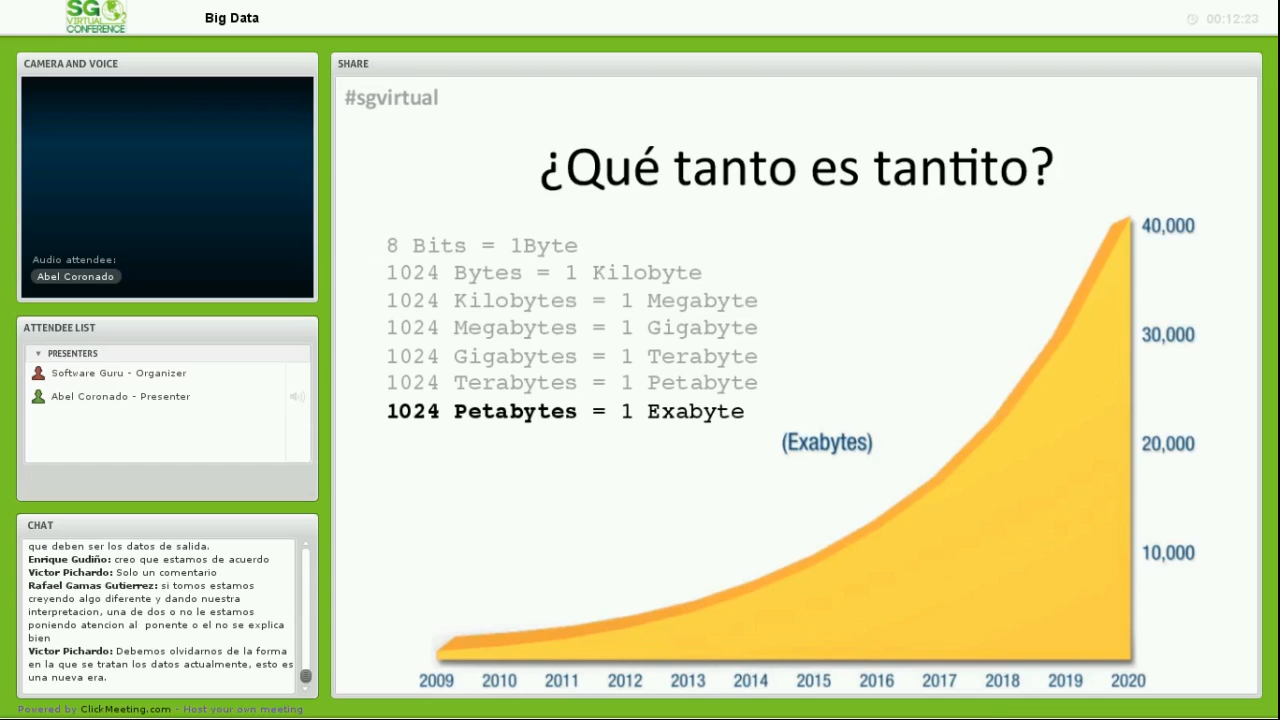 SG
VIRTUAL
CONFERENCE
Big Data
00:12:23
CAMERA AND VOICE
Audio attendee:
Abel Coronado
ATTENDEE LIST
PRESENTERS
Software Guru - Organizer
Abel Coronado - Presenter
CHAT
que deben ser los datos de salida.
Enrique Gudiño: creo que estamos de acuerdo
Victor Pichardo: Solo un comentario
Rafael Gamas Gutierrez: si tomos estamos
creyendo algo diferente y dando nuestra
interpretacion, una de dos o no le estamos
poniendo atencion al ponente o el no se explica
bien
Victor Pichardo: Debemos olvidarnos de la forma
en la que se tratan los datos actualmente, esto es
una nueva era.
Powered by ClickMeeting.com - Host your own meeting
SHARE
#sgvirtual
¿Qué tanto es tantito?
8 Bits = 1Byte
1024 Bytes = 1 Kilobyte
1024 Kilobytes = 1 Megabyte
1024 Megabytes = 1 Gigabyte
1024 Gigabytes = 1 Terabyte
1024 Terabytes = 1 Petabyte
1024 Petabytes = 1 Exabyte
(Exabytes)
40,000
30,000
20,000
10,000
2009 2010 2011 2012 2013 2014 2015 2016 2017 2018 2019 2020